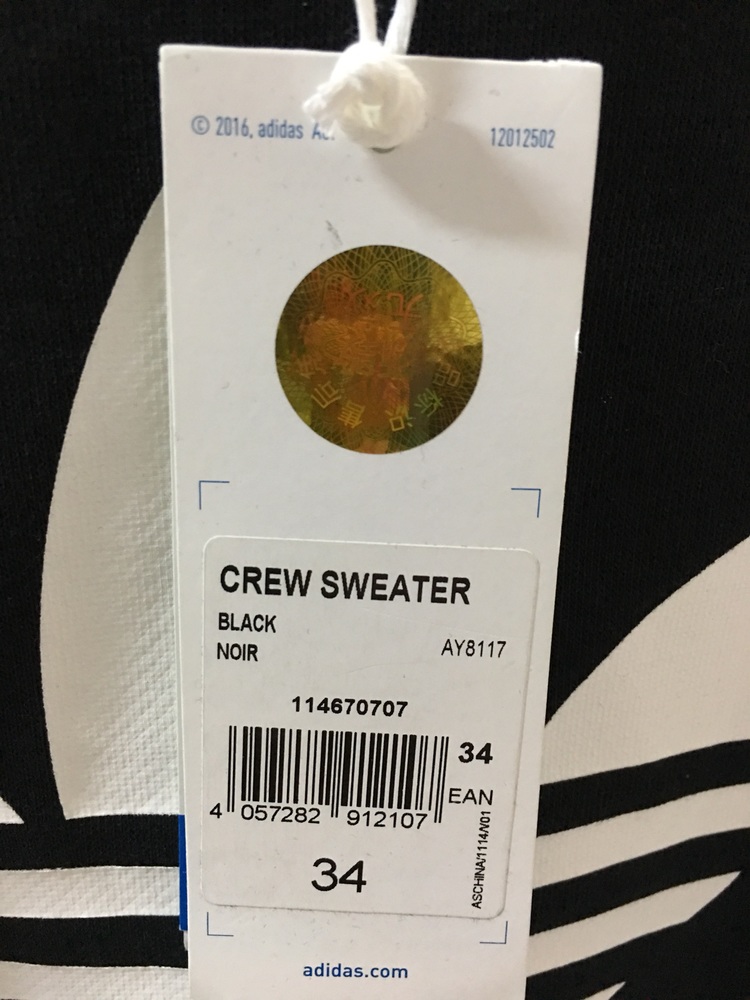 © 2016, adidas
12012502
CREW SWEATER
BLACK
NOIR
AY8117
114670707
34
EAN
4 057282 912107
34
ASCHINA/1114/V01
adidas.com